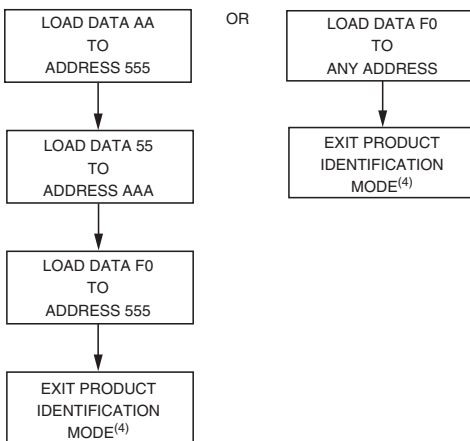 LOAD DATA AA
TO
ADDRESS 555
LOAD DATA 55
TO
ADDRESS AAA
LOAD DATA F0
TO
ADDRESS 555
EXIT PRODUCT
IDENTIFICATION
MODE(4)
OR
LOAD DATA F0
TO
ANY ADDRESS
EXIT PRODUCT
IDENTIFICATION
MODE(4)